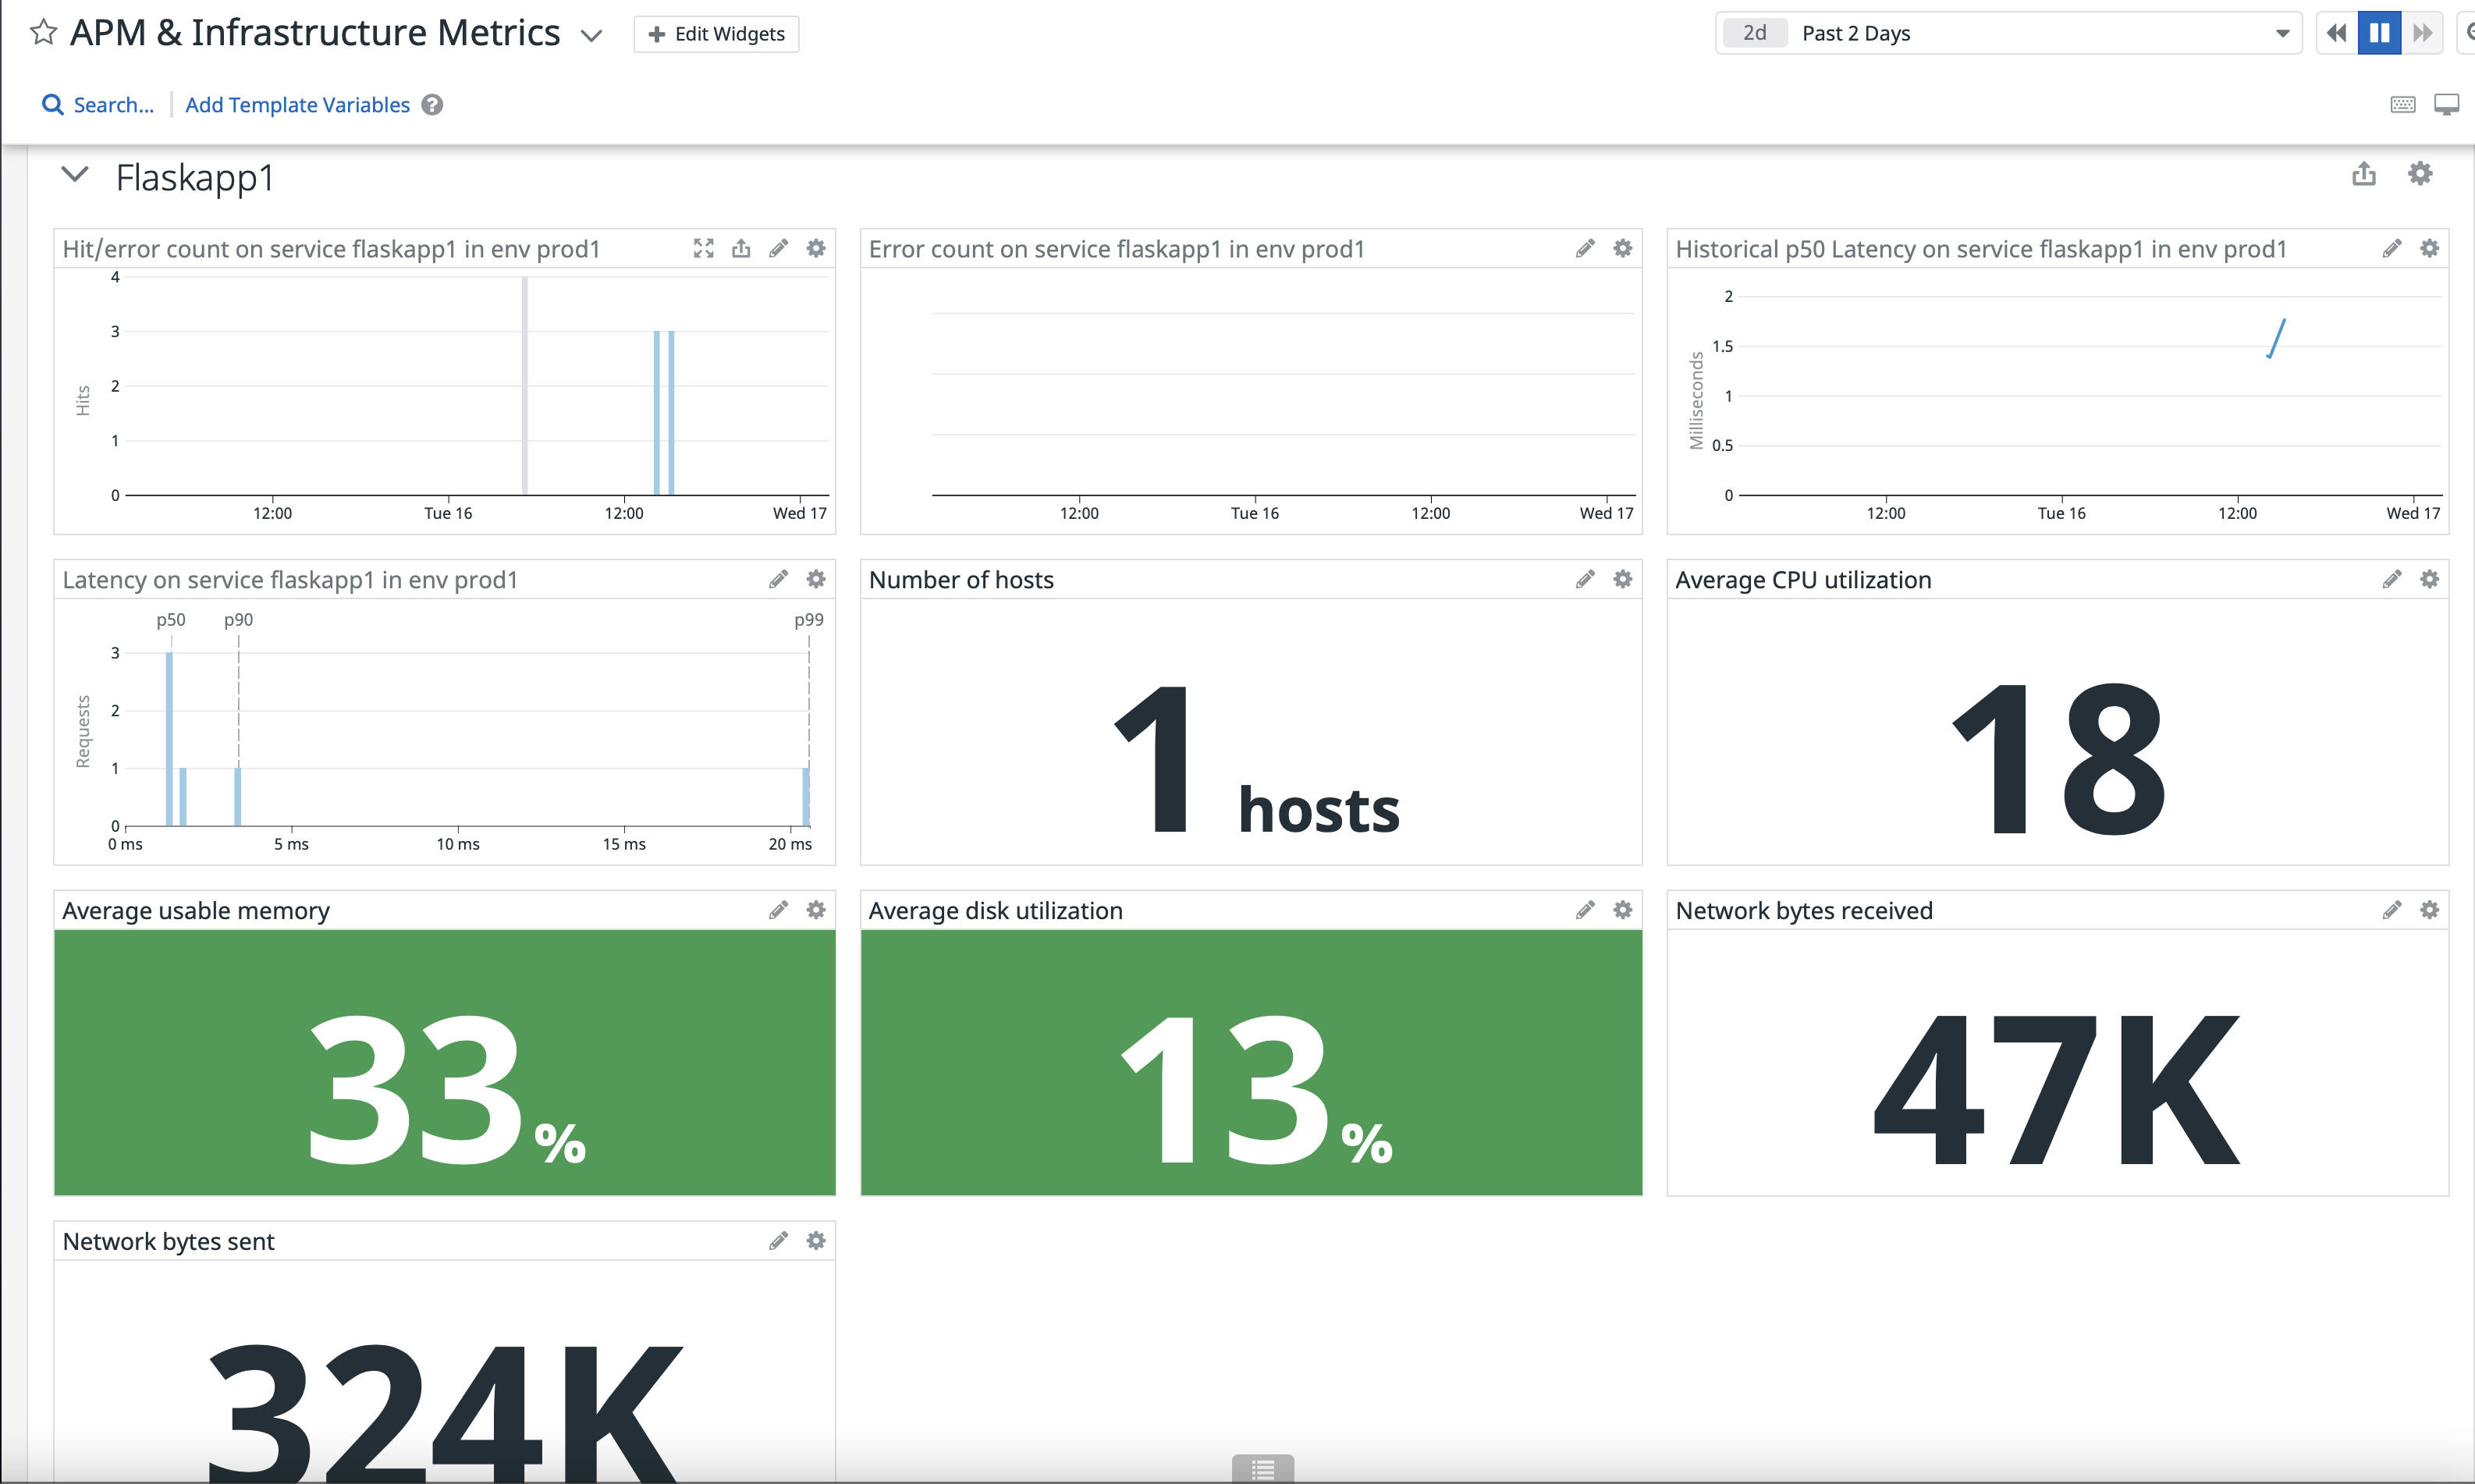 APM & Infrastructure Metrics
Edit Widgets
2d Past 2 Days
Search...
Add Template Variables
?
Flaskapp1
Hit/error count on service flaskapp1 in env prod1
Hits
4
3
2
1
0
12:00 Tue 16 12:00 Wed 17
Error count on service flaskapp1 in env prod1
12:00 Tue 16 12:00 Wed 17
Historical p50 Latency on service flaskapp1 in env prod1
Milliseconds
2
1.5
1
0.5
0
12:00 Tue 16 12:00 Wed 17
Latency on service flaskapp1 in env prod1
p50 p90 p99
Requests
3
2
1
0
0 ms 5 ms 10 ms 15 ms 20 ms
Number of hosts
1 hosts
Average CPU utilization
18
Average usable memory
33%
Average disk utilization
13%
Network bytes received
47K
Network bytes sent
324K